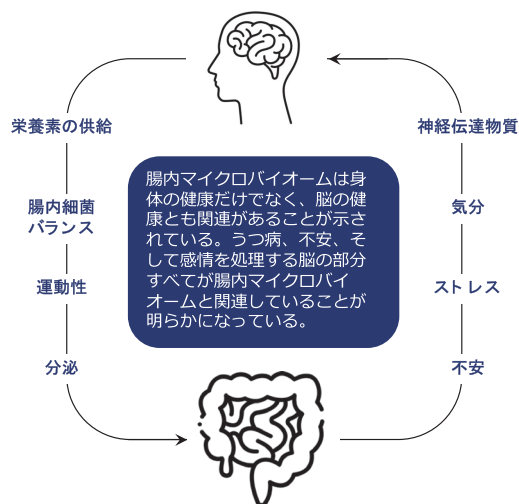 栄養素の供給
腸内細菌
バランス
運動性
分泌
腸内マイクロバイオームは身
体の健康だけでなく、脳の健
康とも関連があることが示さ
れている。うつ病、不安、そ
して感情を処理する脳の部分
すべてが腸内マイクロバイ
オームと関連していることが
明らかになっている。
神経伝達物質
気分
ストレス
不安